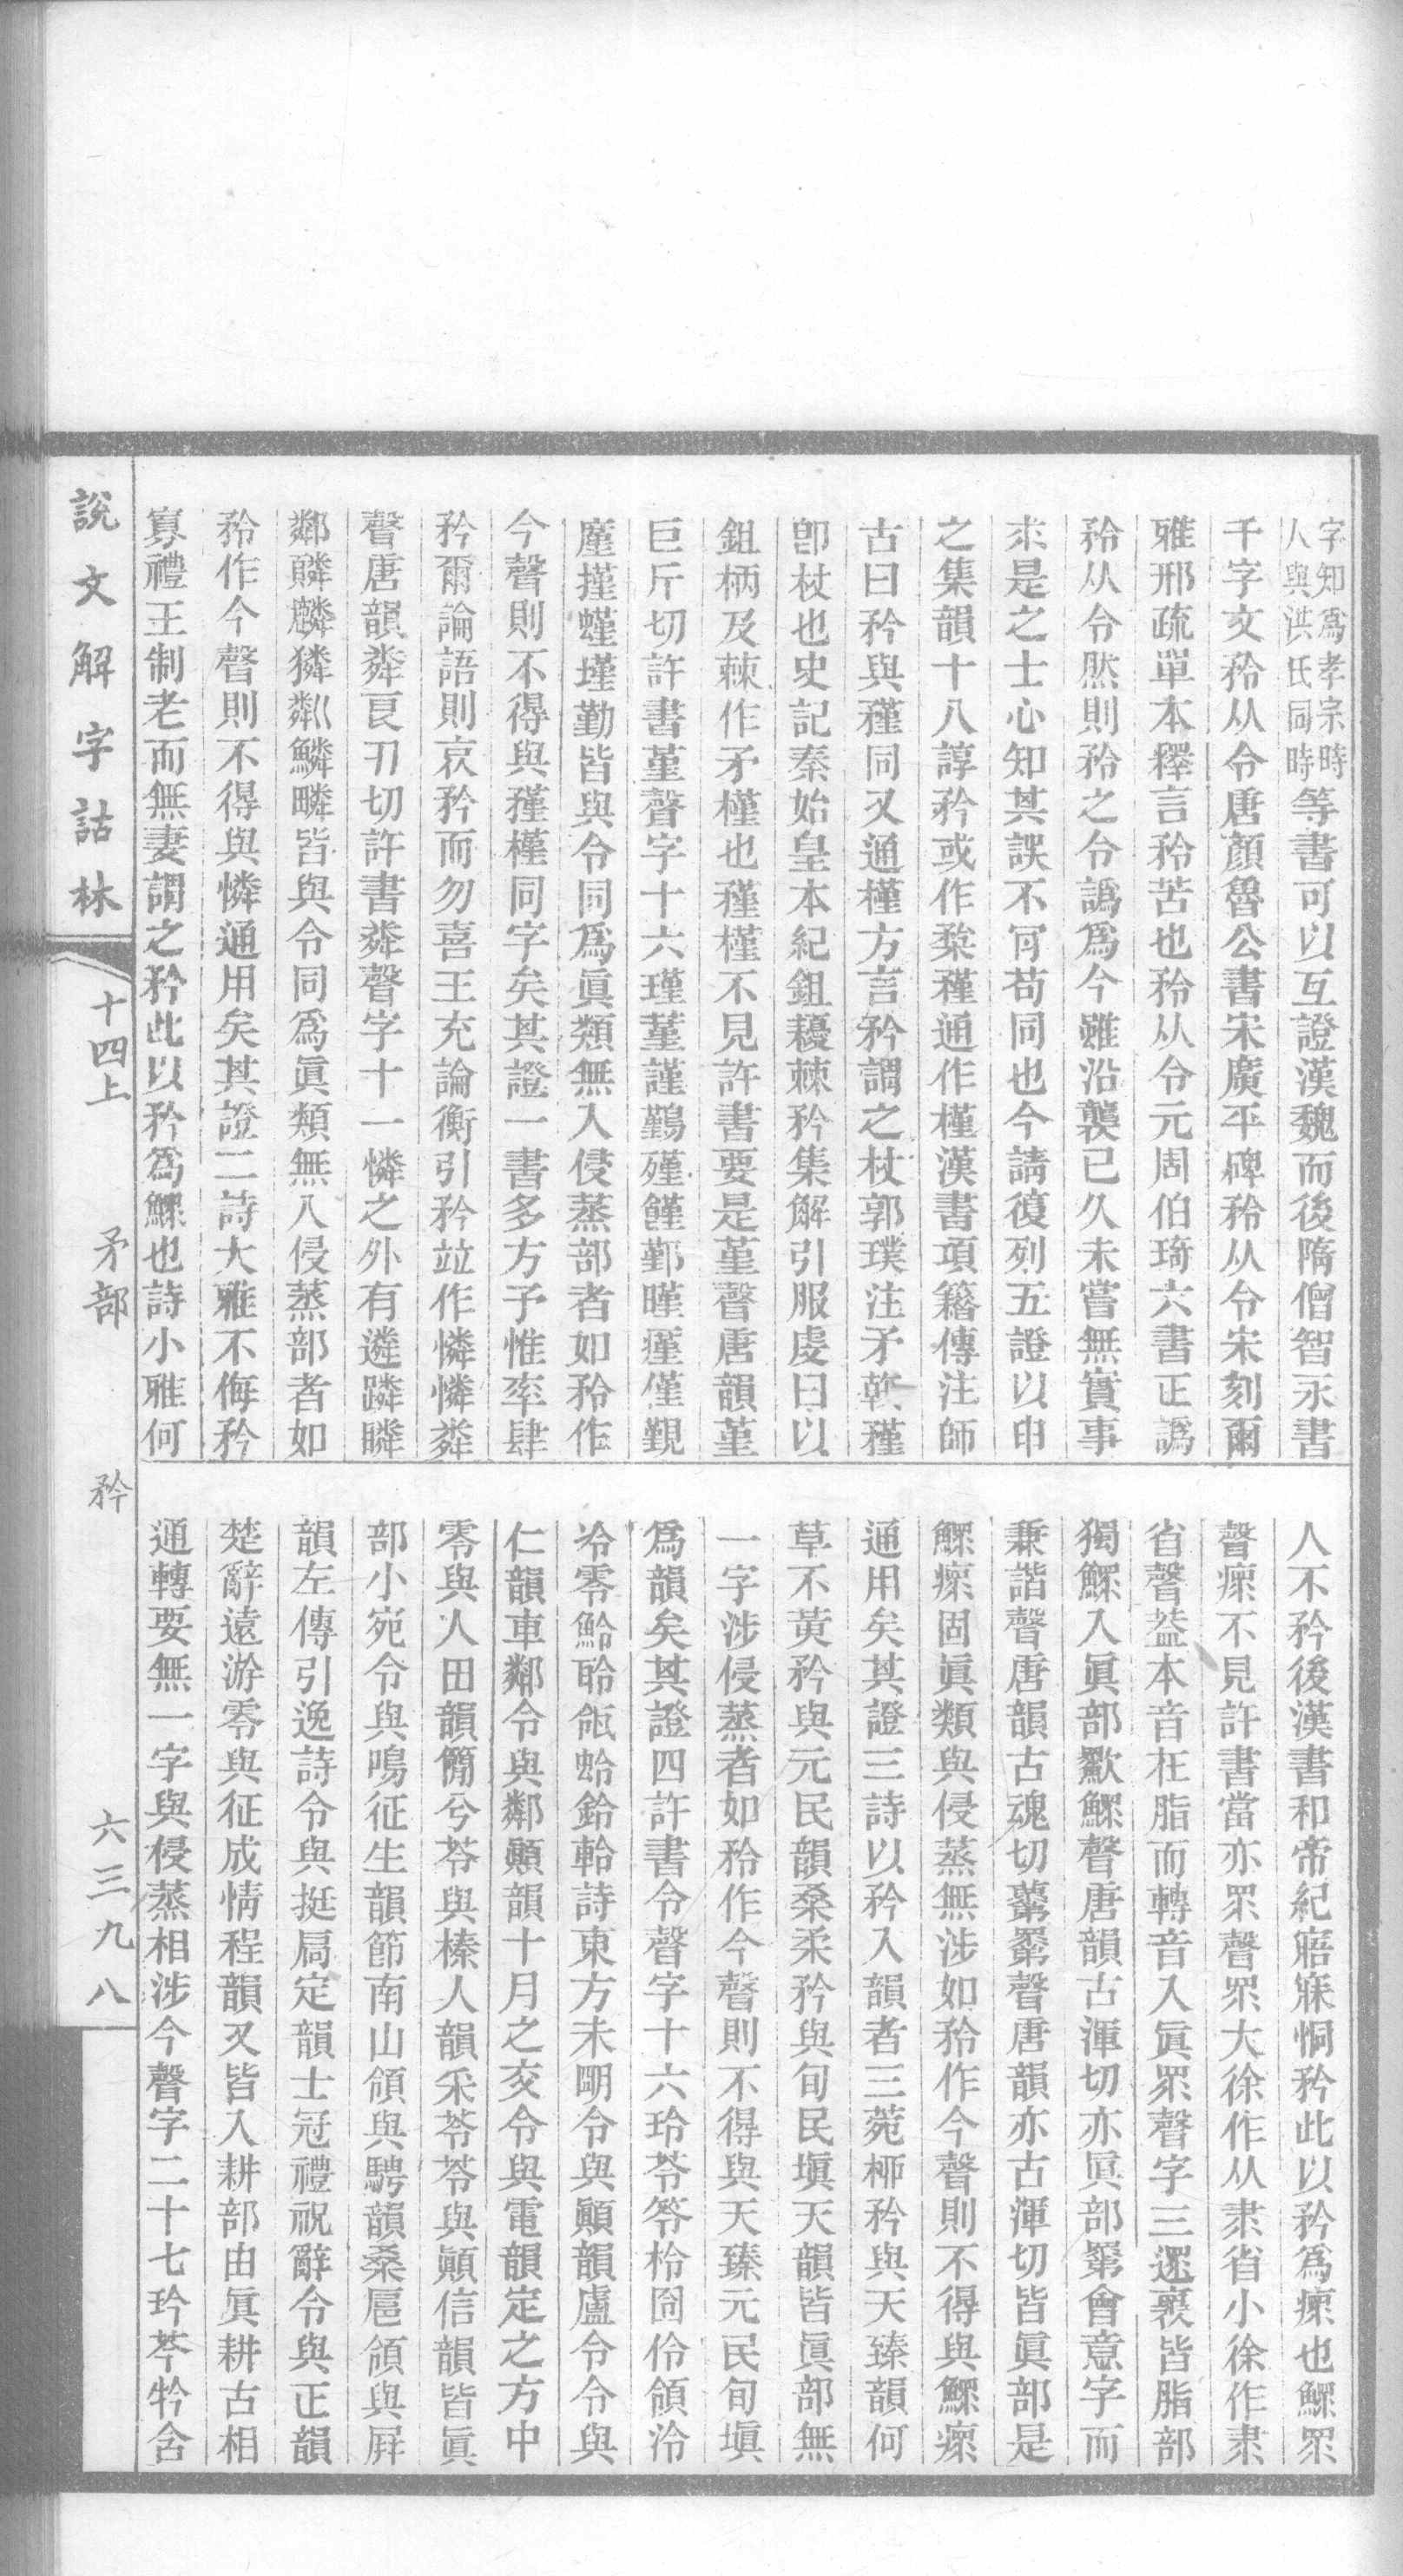 字知爲孝宗時
人與洪氏同時
等書可以互證漢魏而後隋僧智永書
千字文矜从令唐顏魯公書宋廣平碑矜从令宋刻爾
雅邢疏單本釋言矜苦也矜从令元周伯琦六書正譌
矜从令然則矜之令譌爲今雖沿襲已久未嘗無實事
求是之士心知其誤不肎苟同也今請復列五證以申
之集韻十八諄矜或作䅈𥎊通作槿漢書項籍傳注師
古曰矜與𥎊同又通槿方言矜謂之杖郭璞注矛𠏉𥎊
卽杖也史記秦始皇本紀鉏櫌棘矜集解引服虔曰以
鉏柄及棘作矛槿也𥎊槿不見許書要是堇聲唐韻堇
巨斤切許書堇聲字十六瑾蓳謹鷬殣饉鄞暵瘽僅覲
廑𢹂螼墐勤皆與令同爲眞類無入侵蒸部者如矜作
今聲則不得與𥎊槿同字矣其證一書多方予惟率肆
矜爾論語則哀矜而勿喜王充論衡引矜竝作憐憐粦
聲唐韻粦良刃切許書粦聲字十一憐之外有遴蹸瞵
鄰膦麟獜粼鱗疄皆與令同爲眞類無入侵蒸部者如
矜作今聲則不得與憐通用矣其證二詩大雅不侮矜
寡禮王制老而無妻謂之矜此以矜爲鰥也詩小雅何
人不矜後漢書和帝紀寤寐恫矜此以矜爲瘝也鰥眔
聲瘝不見許書當亦眔聲眔大徐作从隶省小徐作隶
省聲葢本音在脂而轉音入眞眔聲字三遝褱皆脂部
獨鰥入眞部歠鰥聲唐韻古渾切亦眞部𦌾會意字而
兼諧聲唐韻古魂切虆𦌾聲唐韻亦古渾切皆眞部是
鰥瘝固眞類與侵蒸無涉如矜作今聲則不得與鰥瘝
通用矣其證三詩以矜入韻者三菀柳矜與天臻韻何
草不黃矜與元民韻桑柔矜與旬民塡天韻皆眞部無
一字涉侵蒸者如矜作今聲則不得與天臻元民旬塡
爲韻矣其證四許書令聲字十六玲苓笭柃囹伶領泠
冷零魿聆瓴蛉鈴軨詩東方未明令與顚韻盧令令與
仁韻車鄰令與鄰顚韻十月之交令與電韻定之方中
零與人田韻簡兮苓與榛人韻采苓苓與顚信韻皆眞
部小宛令與鳴征生韻節南山領與騁韻桑扈領與屏
韻左傳引逸詩令與挺扃定韻士冠禮祝辭令與正韻
楚辭遠游零與征成情程韻又皆入耕部由眞耕古相
通轉要無一字與侵蒸相涉今聲字二十七玪芩牪含
說文解字詁林
十四上
矛部
矜
六三九八